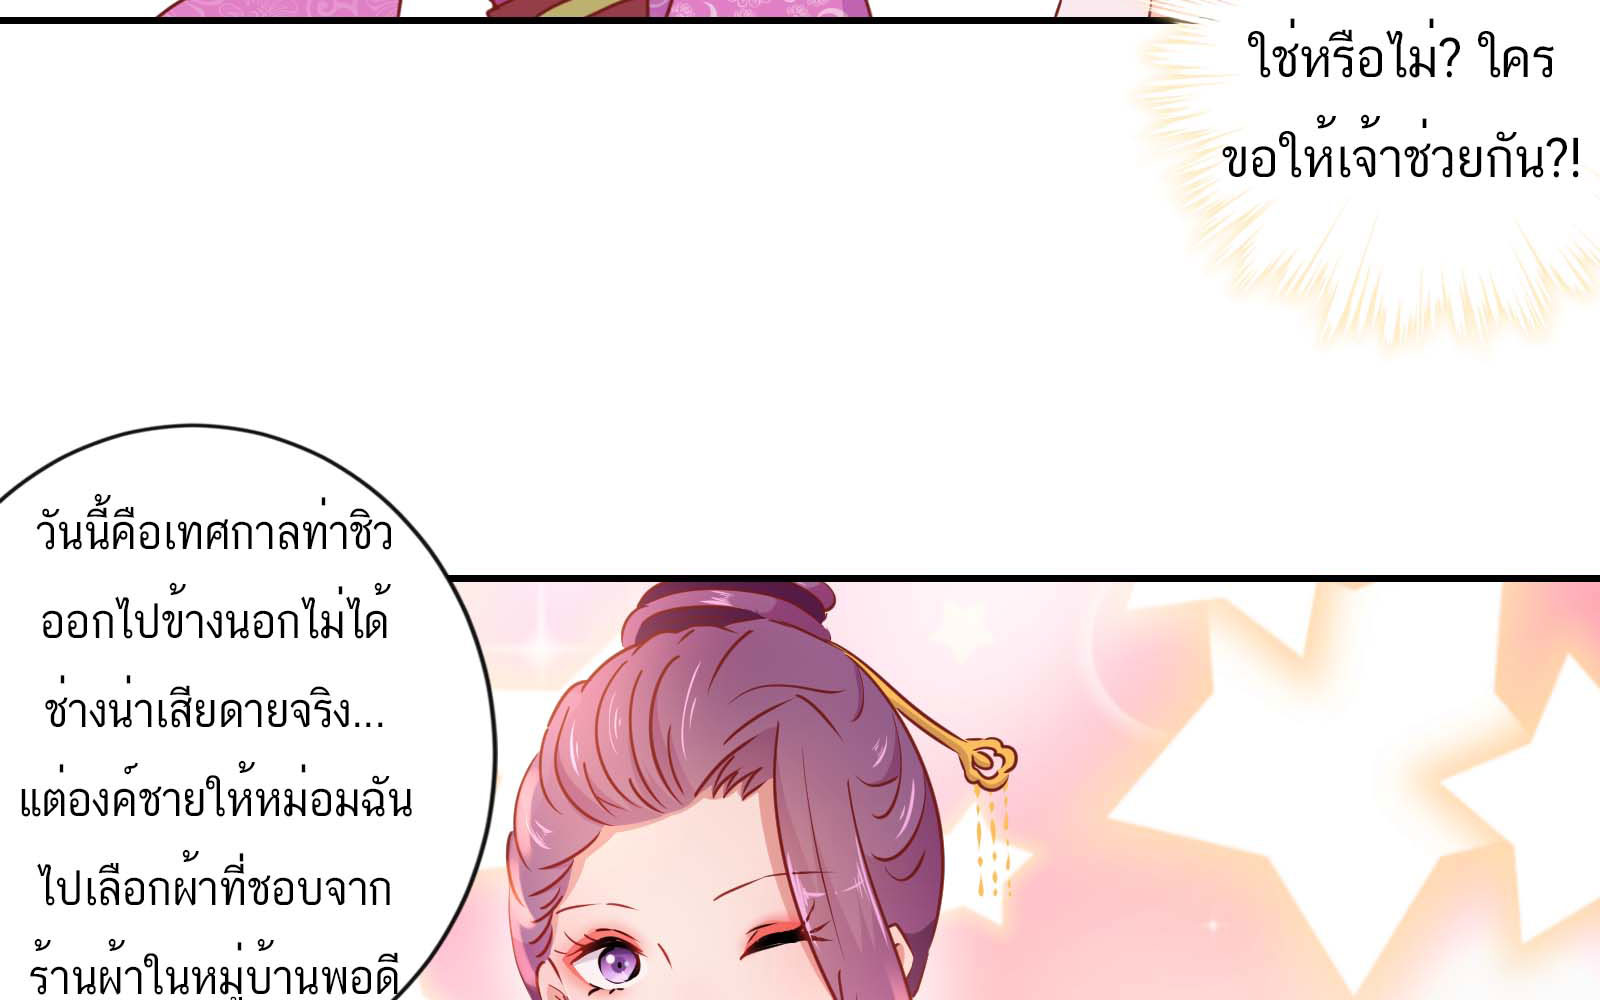 ใช่หรือไม่? ใคร
ขอให้เจ้าช่วยกัน?!
วันนี้คือเทศกาลท่าชิว
ออกไปข้างนอกไม่ได้
ช่างน่าเสียดายจริง...
แต่องค์ชายให้หม่อมฉัน
ไปเลือกผ้าที่ชอบจาก
ร้านผ้าในหมู่บ้านพอดี